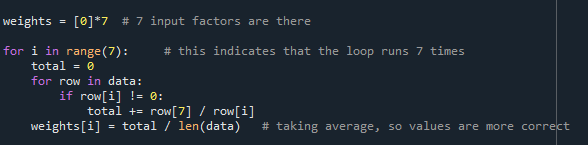 weights = [0]*7  # 7 input factors are there
for i in range(7):     # this indicates that the loop runs 7 times
    total = 0
    for row in data:
        if row[i] != 0:
            total += row[7] / row[i]
    weights[i] = total / len(data)   # taking average, so values are more correct